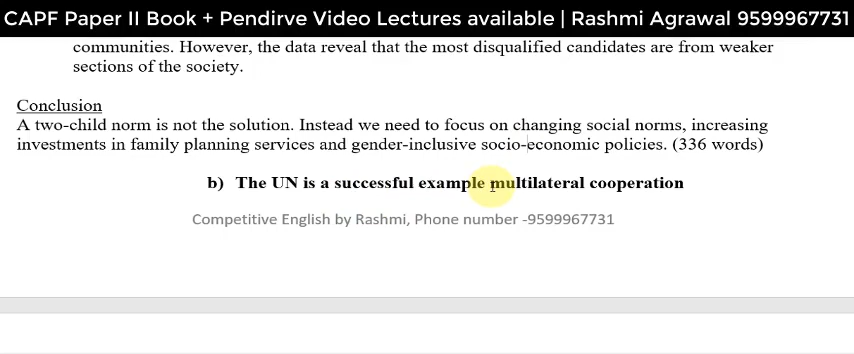 CAPF Paper II Book + Pendirve Video Lectures available | Rashmi Agrawal 9599967731
communities. However, the data reveal that the most disqualified candidates are from weaker
sections of the society.
Conclusion
A two-child norm is not the solution. Instead we need to focus on changing social norms, increasing
investments in family planning services and gender-inclusive socio-economic policies. (336 words)
b) The UN is a successful example multilateral cooperation
Competitive English by Rashmi, Phone number -9599967731